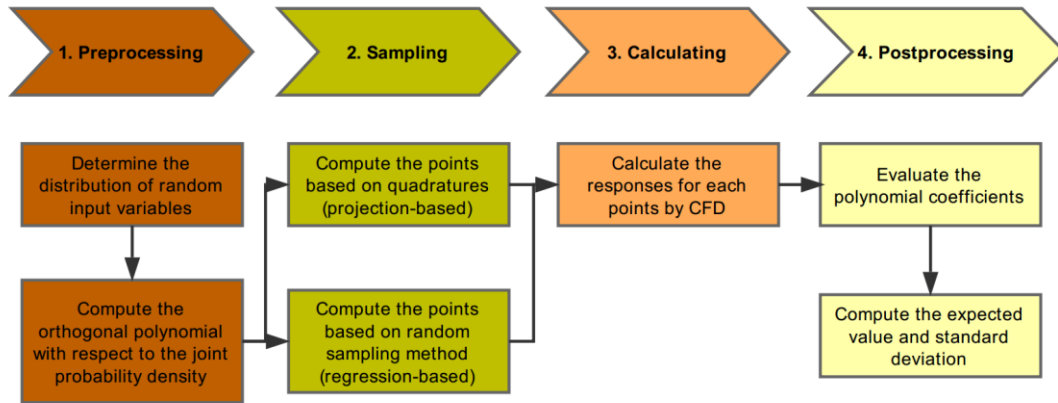 1. Preprocessing
2. Sampling
3. Calculating
4. Postprocessing
Determine the
distribution of random
input variables
Compute the
orthogonal polynomial
with respect to the joint
probability density
Compute the points
based on quadratures
(projection-based)
Compute the points
based on random
sampling method
(regression-based)
Calculate the
responses for each
points by CFD
Evaluate the
polynomial coefficients
Compute the expected
value and standard
deviation